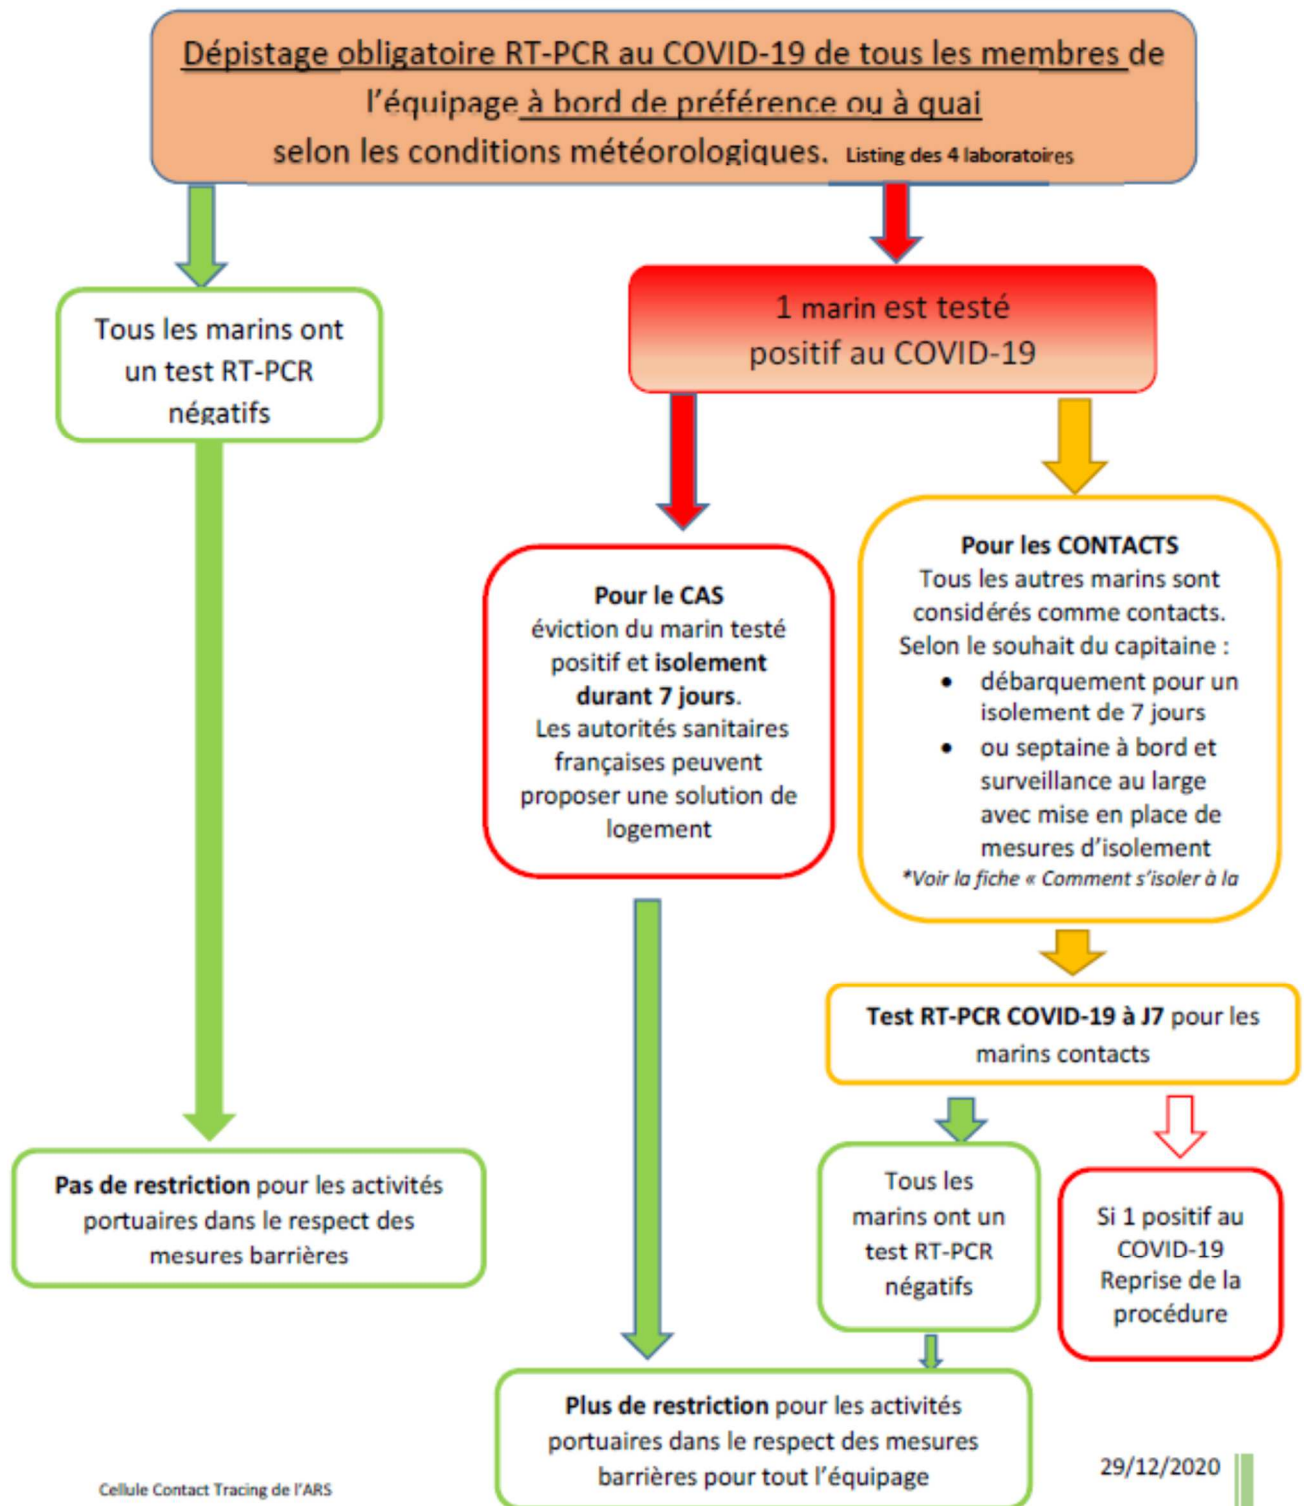 Dépistage obligatoire RT-PCR au COVID-19 de tous les membres de
l’équipage à bord de préférence ou à quai
selon les conditions météorologiques. Listing des 4 laboratoires
Tous les marins ont
un test RT-PCR
négatifs
1 marin est testé
positif au COVID-19
Pour le CAS
éviction du marin testé
positif et isolement
durant 7 jours.
Les autorités sanitaires
françaises peuvent
proposer une solution de
logement
Pour les CONTACTS
Tous les autres marins sont
considérés comme contacts.
Selon le souhait du capitaine :
• débarquement pour un
isolement de 7 jours
• ou septaine à bord et
surveillance au large
avec mise en place de
mesures d’isolement
*Voir la fiche « Comment s’isoler à la
Test RT-PCR COVID-19 à J7 pour les
marins contacts
Pas de restriction pour les activités
portuaires dans le respect des
mesures barrières
Tous les
marins ont un
test RT-PCR
négatifs
Si 1 positif au
COVID-19
Reprise de la
procédure
Plus de restriction pour les activités
portuaires dans le respect des mesures
barrières pour tout l’équipage
Cellule Contact Tracing de l’ARS
29/12/2020